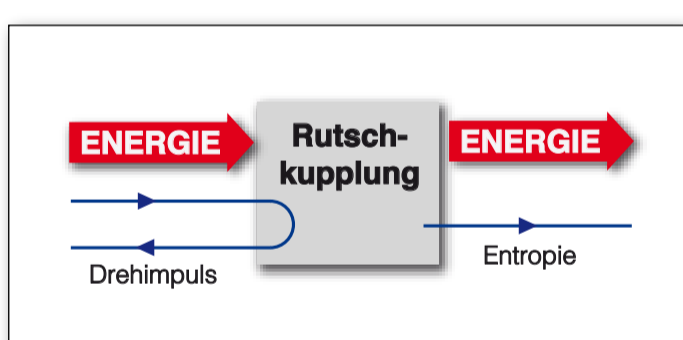 ENERGIE
Rutsch-
kupplung
ENERGIE
Drehimpuls
Entropie